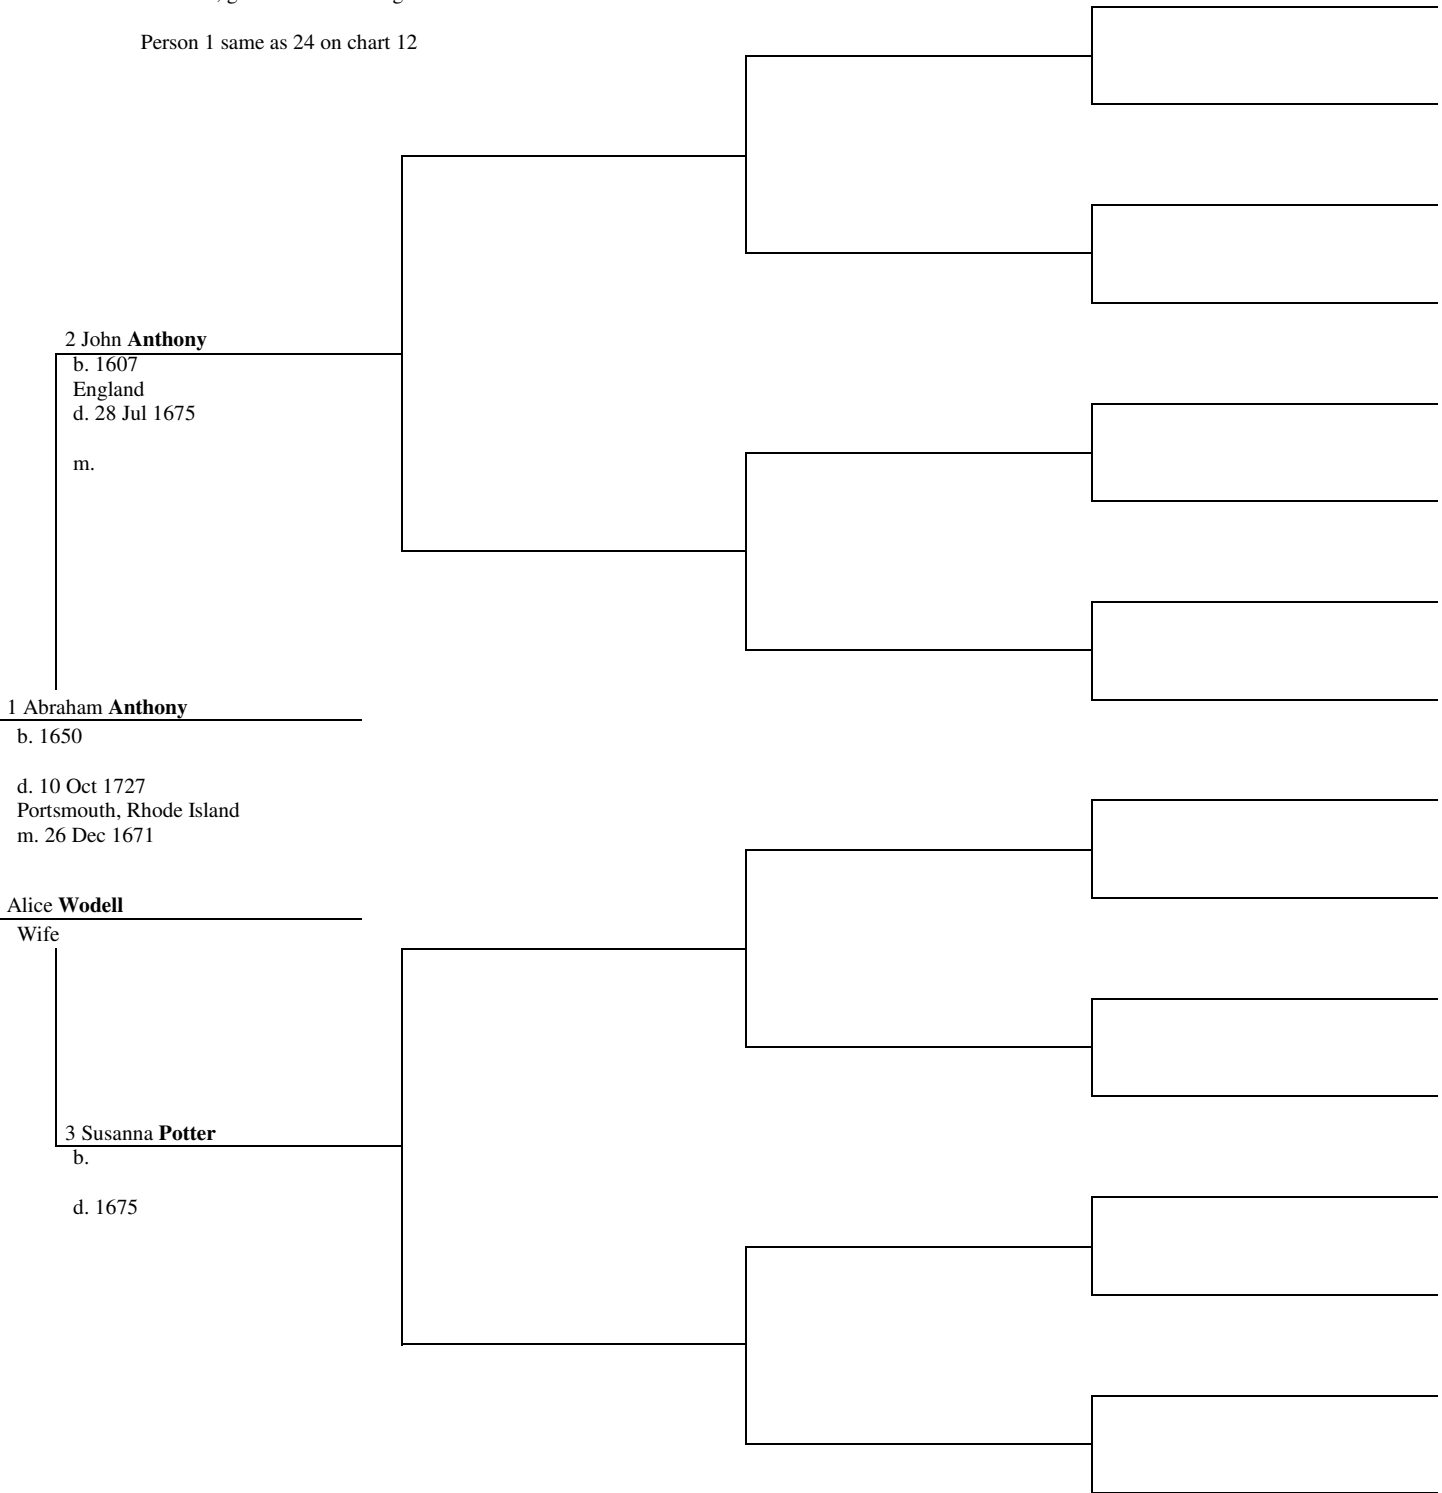 Person 1 same as 24 on chart 12
2 John Anthony
b. 1607
England
d. 28 Jul 1675
m.
1 Abraham Anthony
b. 1650
d. 10 Oct 1727
Portsmouth, Rhode Island
m. 26 Dec 1671
Alice Wodell
Wife
3 Susanna Potter
b.
d. 1675